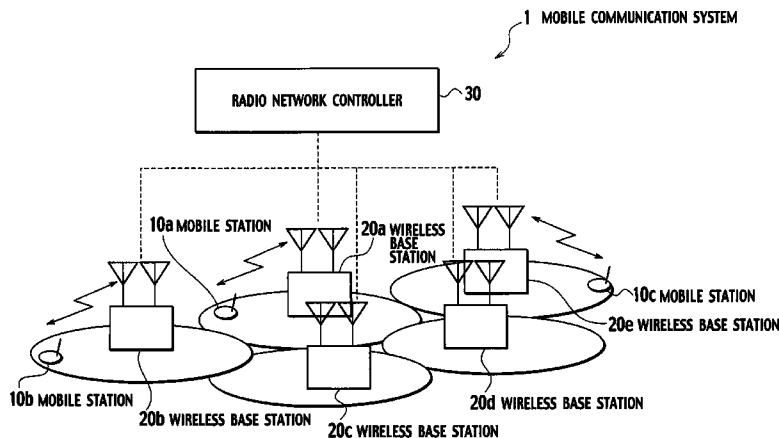 1 MOBILE COMMUNICATION SYSTEM
RADIO NETWORK CONTROLLER
30
10a MOBILE STATION
20a WIRELESS
BASE
STATION
10c MOBILE STATION
20e WIRELESS BASE STATION
10b MOBILE STATION
20b WIRELESS BASE STATION
20c WIRELESS BASE STATION
20d WIRELESS BASE STATION